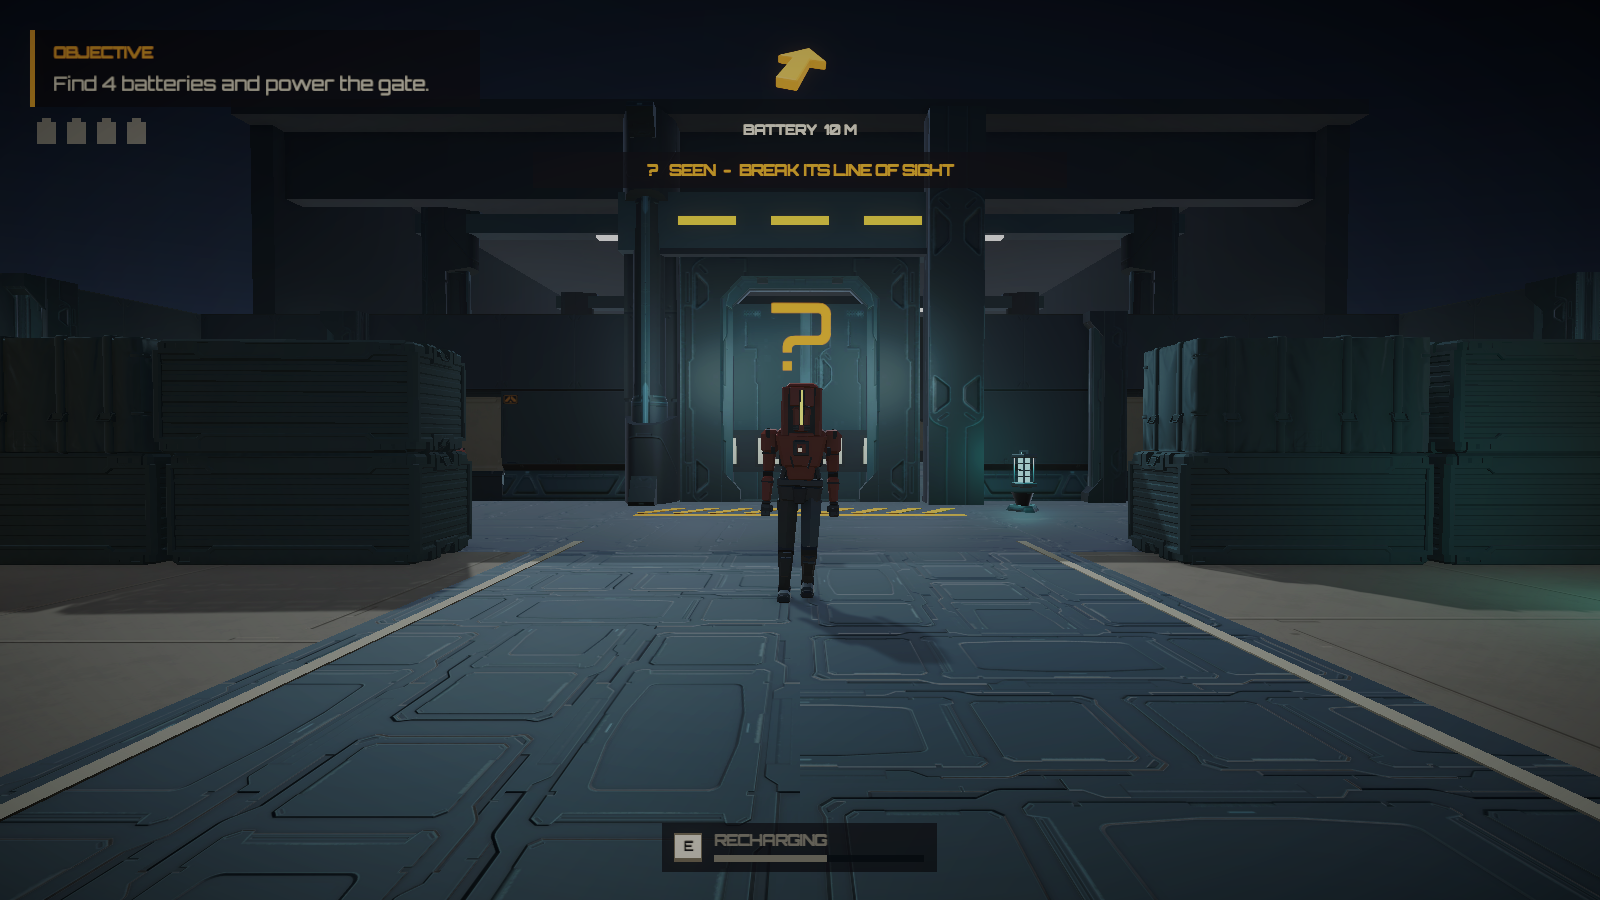 OBJECTIVE
Find 4 batteries and power the gate.
BATTERY 10 M
? SEEN - BREAK ITS LINE OF SIGHT
?
E RECHARGING